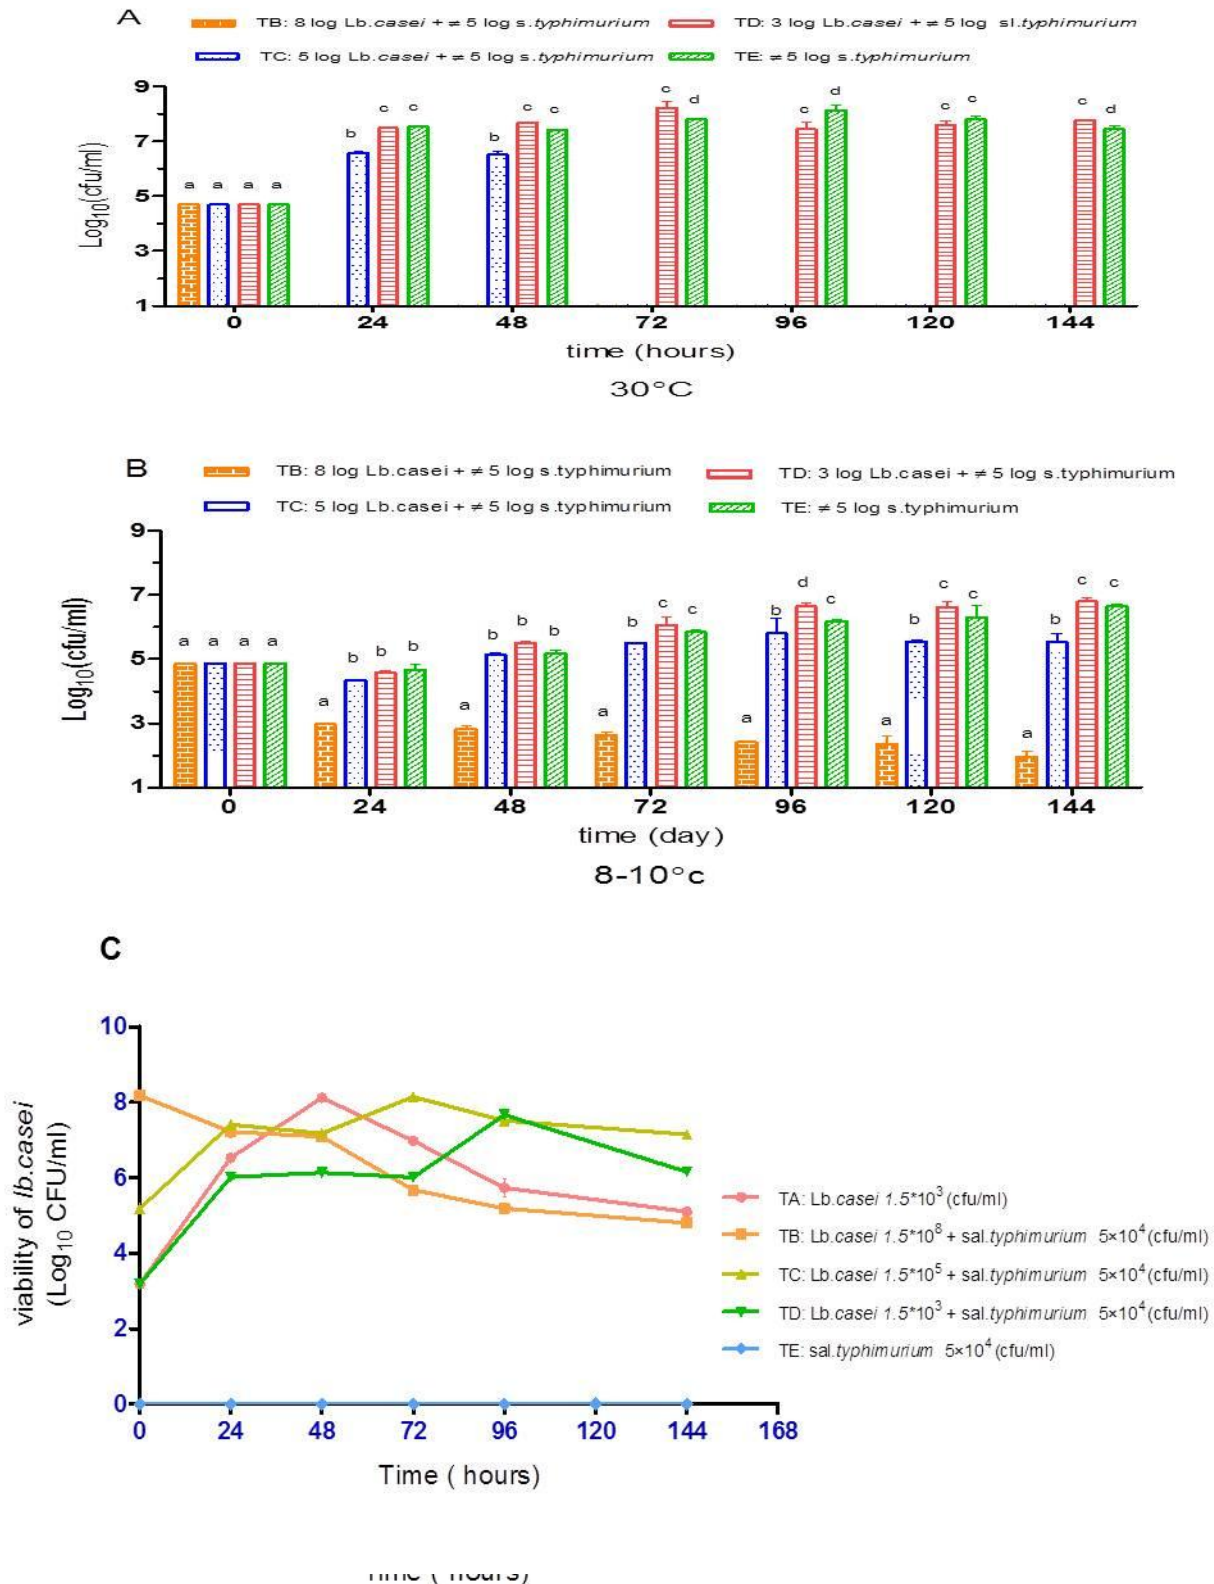 A
TB: 8 log Lb.casei + ≠ 5 log s.typhimurium
TD: 3 log Lb.casei + ≠ 5 log sl.typhimurium
TC: 5 log Lb.casei + ≠ 5 log s.typhimurium
TE: ≠ 5 log s.typhimurium
Log10(cfu/ml)
9
7
5
3
1
a a a a
b c c
b c c
c d
c d
c c
c d
0 24 48 72 96 120 144
time (hours)
30°C
B
TB: 8 log Lb.casei + ≠ 5 log s.typhimurium
TD: 3 log Lb.casei + ≠ 5 log s.typhimurium
TC: 5 log Lb.casei + ≠ 5 log s.typhimurium
TE: ≠ 5 log s.typhimurium
Log10(cfu/ml)
9
7
5
3
1
a a a a
a b b b
a b b b
a b c c
a b d c
a b c c
a b c c
0 24 48 72 96 120 144
time (day)
8-10°c
C
viability of lb.casei
(Log10 CFU/ml)
10
8
6
4
2
0
0 24 48 72 96 120 144 168
Time ( hours)
TA: Lb.casei 1.5*10³ (cfu/ml)
TB: Lb.casei 1.5*10⁸ + sal.typhimurium 5×10⁴ (cfu/ml)
TC: Lb.casei 1.5*10⁵ + sal.typhimurium 5×10⁴ (cfu/ml)
TD: Lb.casei 1.5*10³ + sal.typhimurium 5×10⁴ (cfu/ml)
TE: sal.typhimurium 5×10⁴ (cfu/ml)
Time ( hours)